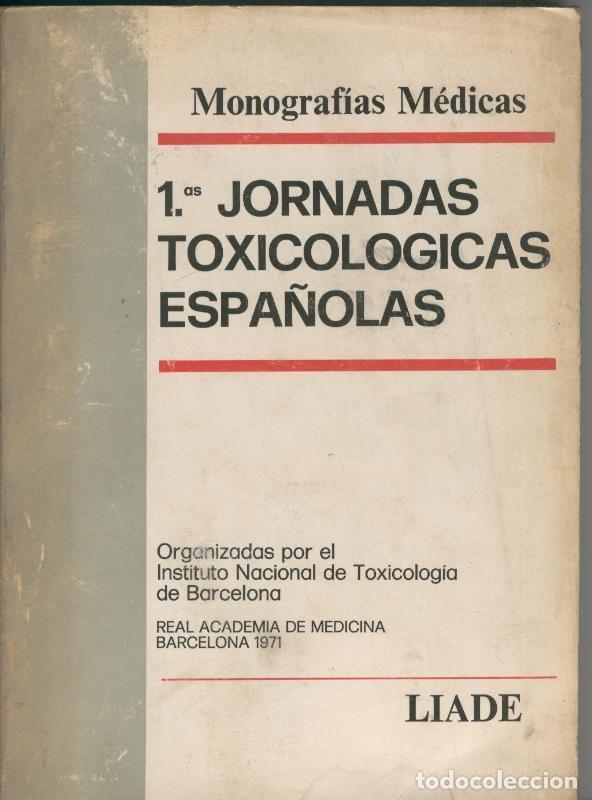 Monografías Médicas
1.as JORNADAS
TOXICOLOGICAS
ESPAÑOLAS
Organizadas por el
Instituto Nacional de Toxicología
de Barcelona
REAL ACADEMIA DE MEDICINA
BARCELONA 1971
LIADE
todocoleccion